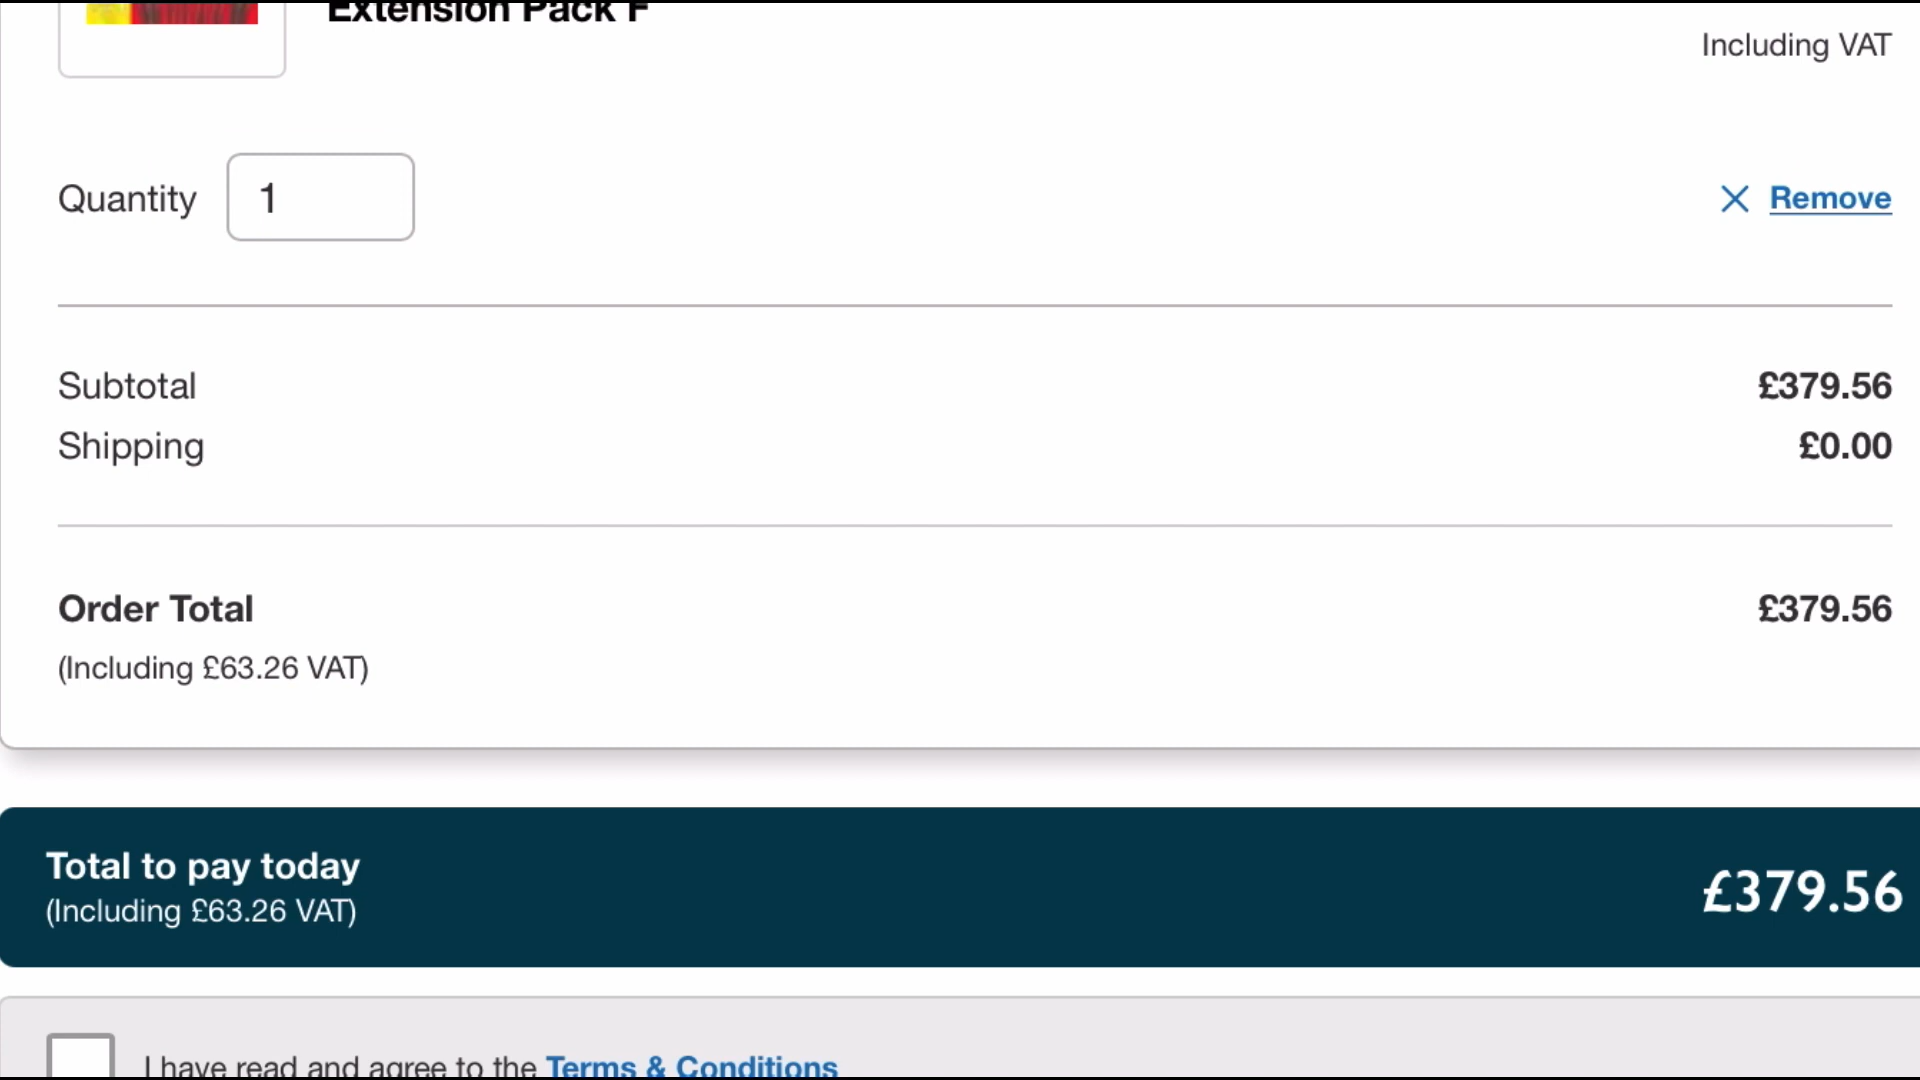 Extension Pack F
Including VAT
Quantity 1
Remove
Subtotal £379.56
Shipping £0.00
Order Total £379.56
(Including £63.26 VAT)
Total to pay today
(Including £63.26 VAT)
£379.56
I have read and agree to the Terms & Conditions